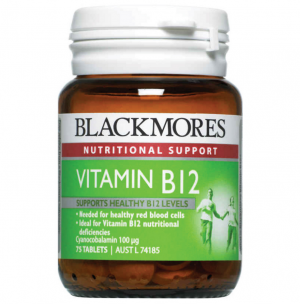 BLACKMORES
NUTRITIONAL SUPPORT
VITAMIN B12
SUPPORTS HEALTHY B12 LEVELS
• Needed for healthy red blood cells
• Ideal for Vitamin B12 nutritional
deficiencies
Cyanocobalamin 100 µg
75 TABLETS | AUST L 74185